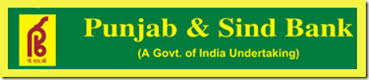 Punjab & Sind Bank
(A Govt. of India Undertaking)